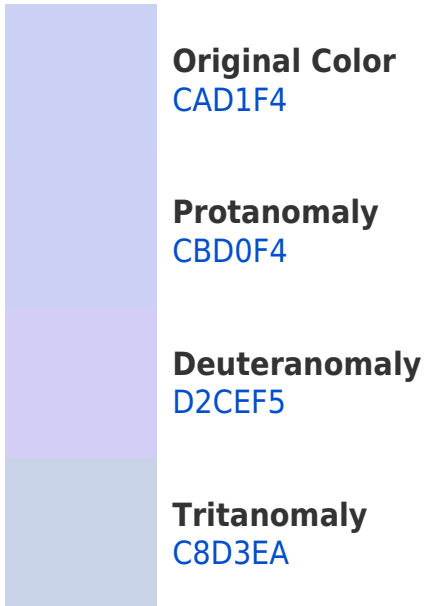 Original Color
CAD1F4
Protanomaly
CBD0F4
Deuteranomaly
D2CEF5
Tritanomaly
C8D3EA